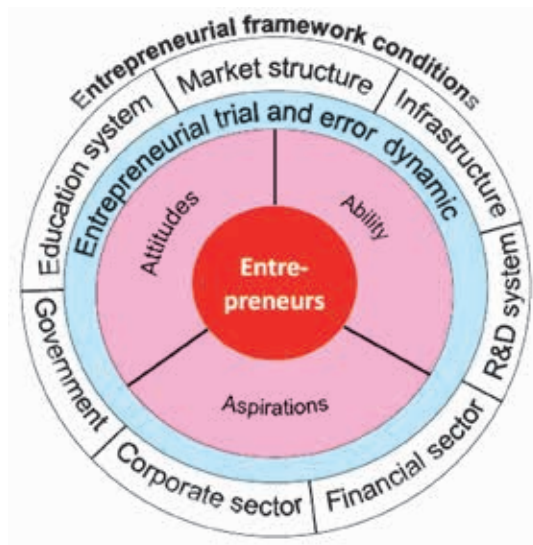 Entrepreneurial framework conditions
Education system
Market structure
Infrastructure
R&D system
Financial sector
Corporate sector
Government
Entrepreneurial trial and error dynamic
Attitudes
Ability
Aspirations
Entre-
preneurs